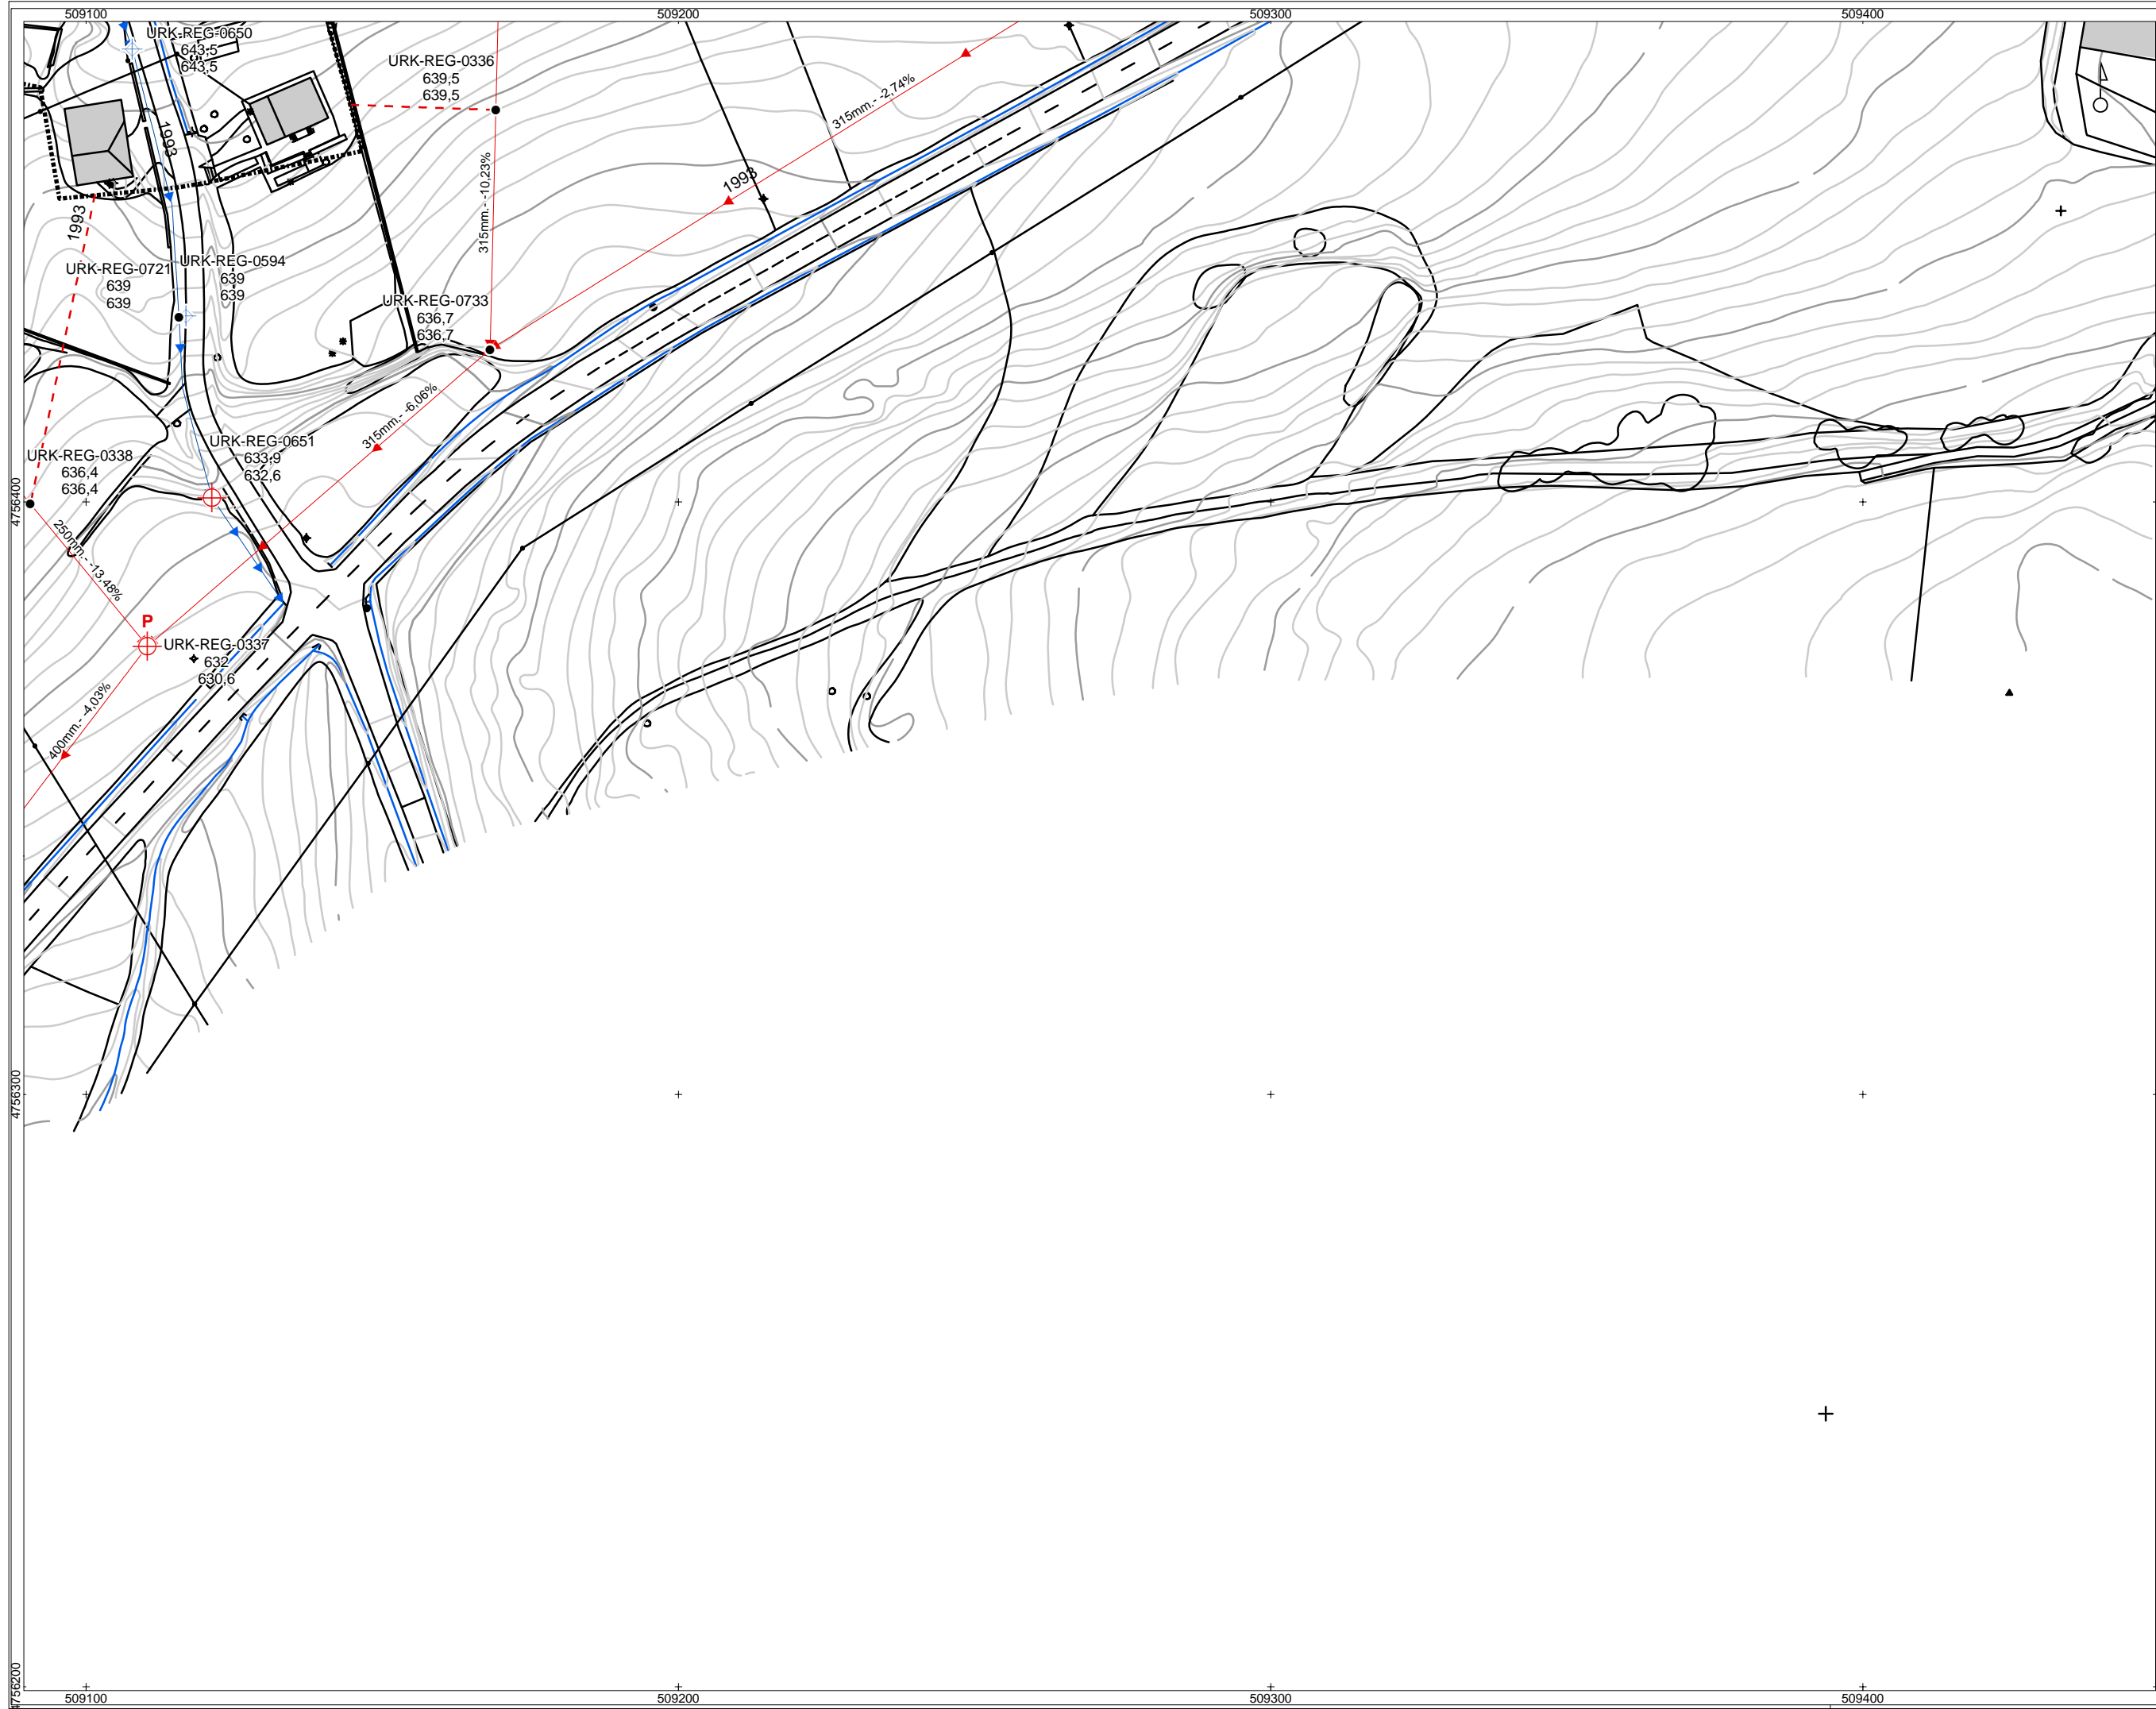 509100
509200
509300
509400
URK-REG-0650
643,5
643,5
URK-REG-0336
639,5
639,5
315mm.- -2,74%
1993
1993
315mm.- -10,23%
1993
URK-REG-0721
639
639
URK-REG-0594
639
639
URK-REG-0733
636,7
636,7
315mm.- -6,06%
URK-REG-0651
633,9
632,6
URK-REG-0338
636,4
636,4
4756400
250mm.- -13,48%
P
URK-REG-0337
632
630,6
400mm.- -4,03%
4756300
4756200
509100
509200
509300
509400